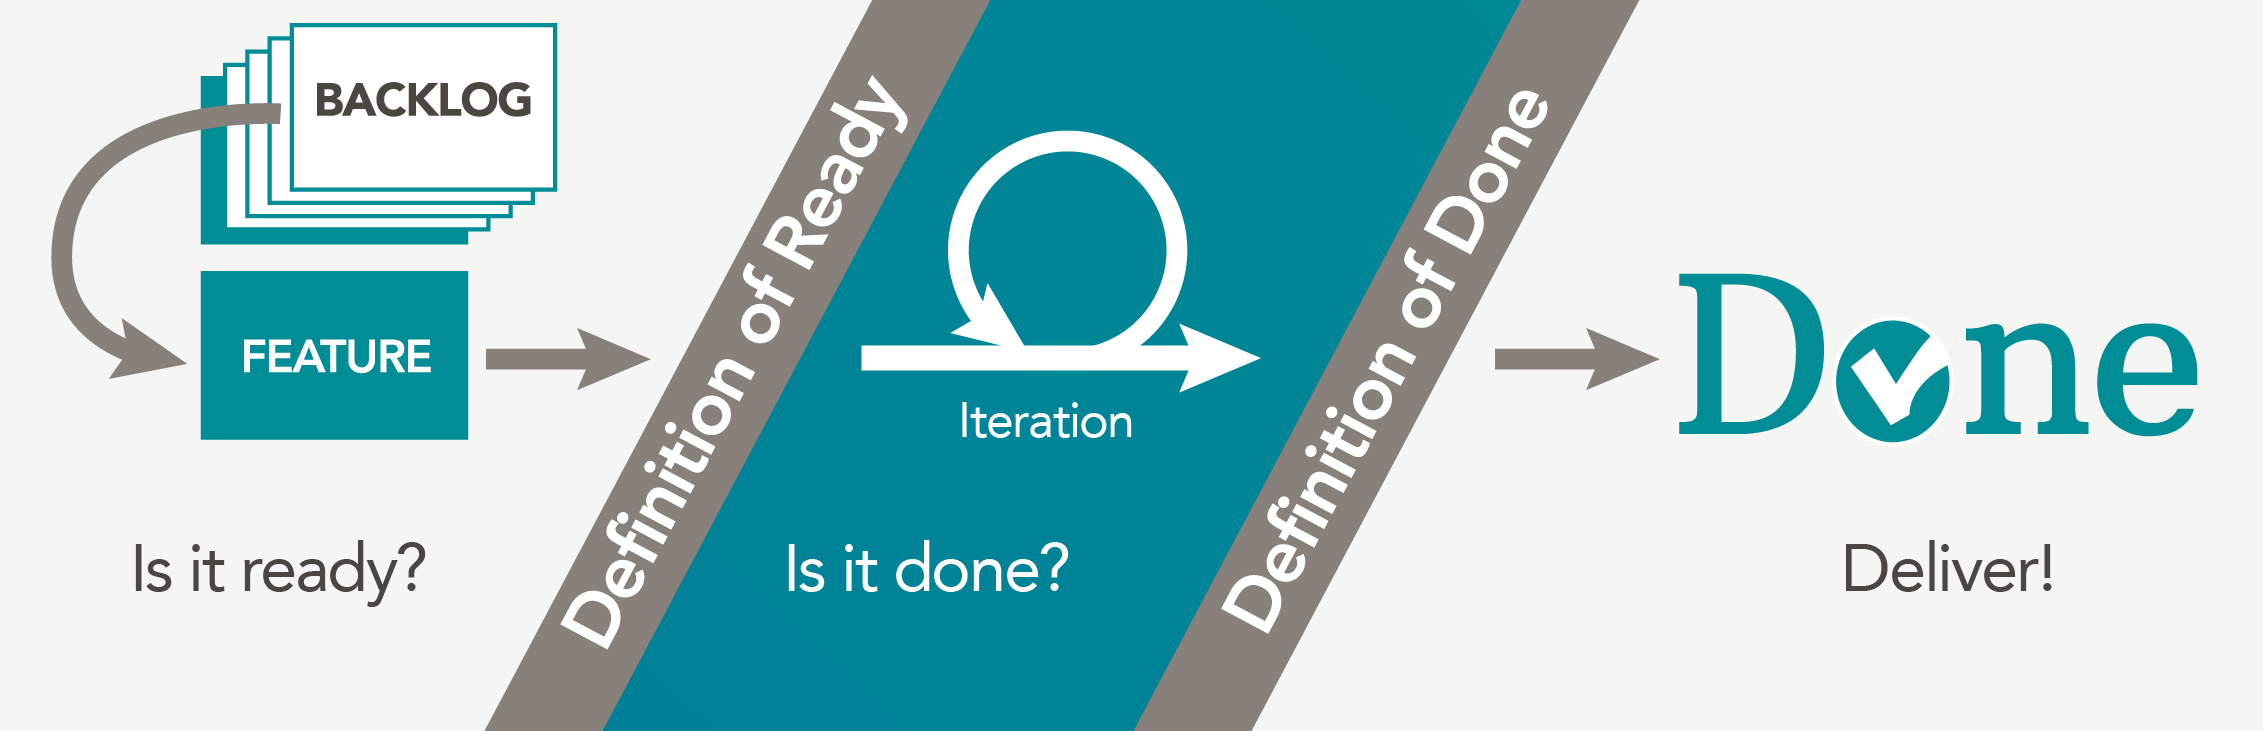 BACKLOG
FEATURE
Is it ready?
Definition of Ready
Iteration
Is it done?
Definition of Done
Done
Deliver!